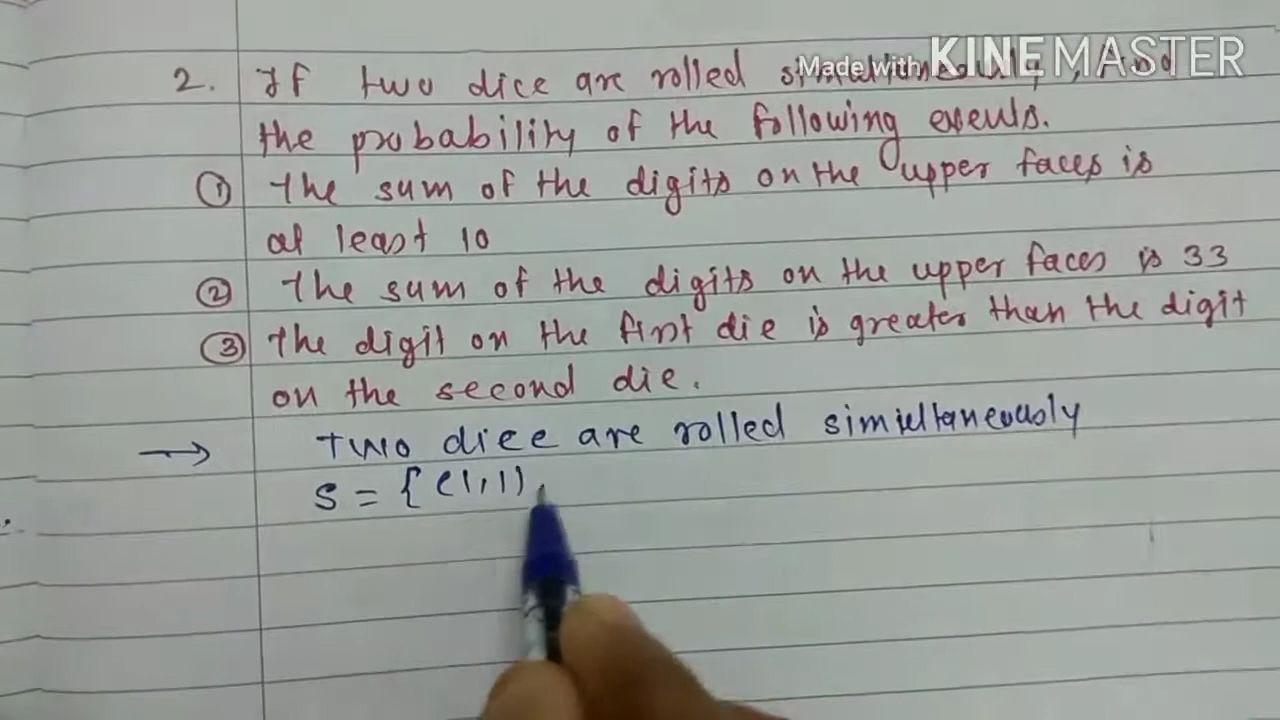 Made with KINEMASTER
2. If two dice are rolled simultaneously, find
the probability of the following events.
① The sum of the digits on the upper faces is
at least 10
② The sum of the digits on the upper faces is 33
③ The digit on the first die is greater than the digit
on the second die.
→ Two dice are rolled simultaneously
S = { (1,1),